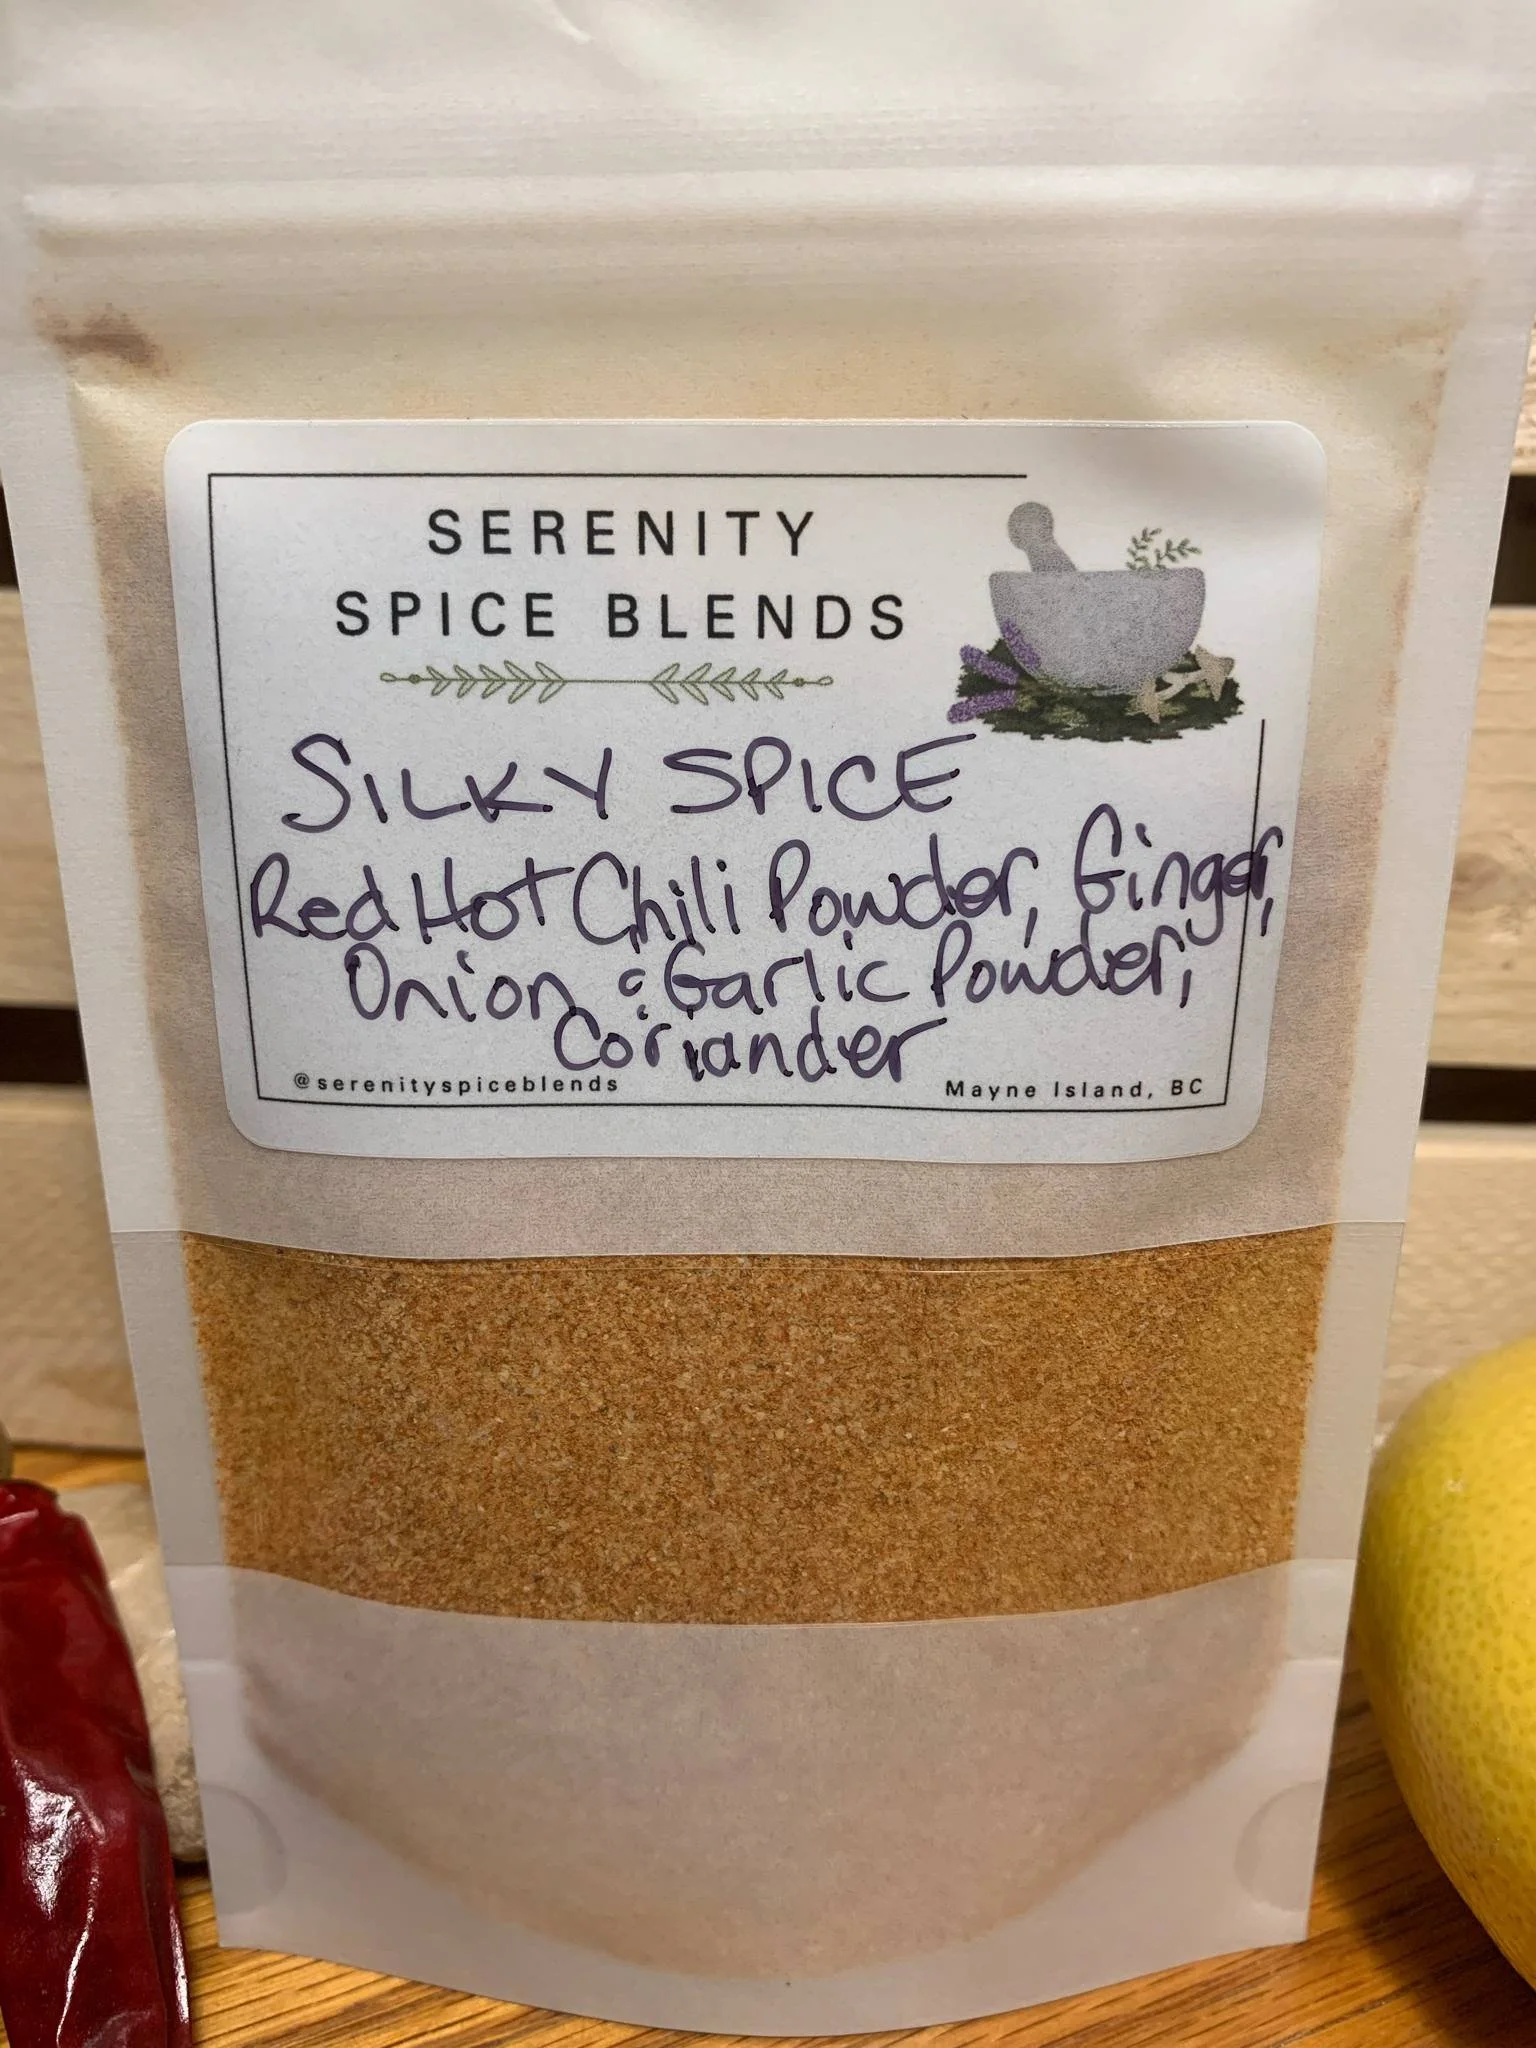 SERENITY
SPICE BLENDS
SILKY SPICE
Red Hot Chili Powder, Ginger,
Onion & Garlic Powder,
Coriander
@serenityspiceblends
Mayne Island, BC